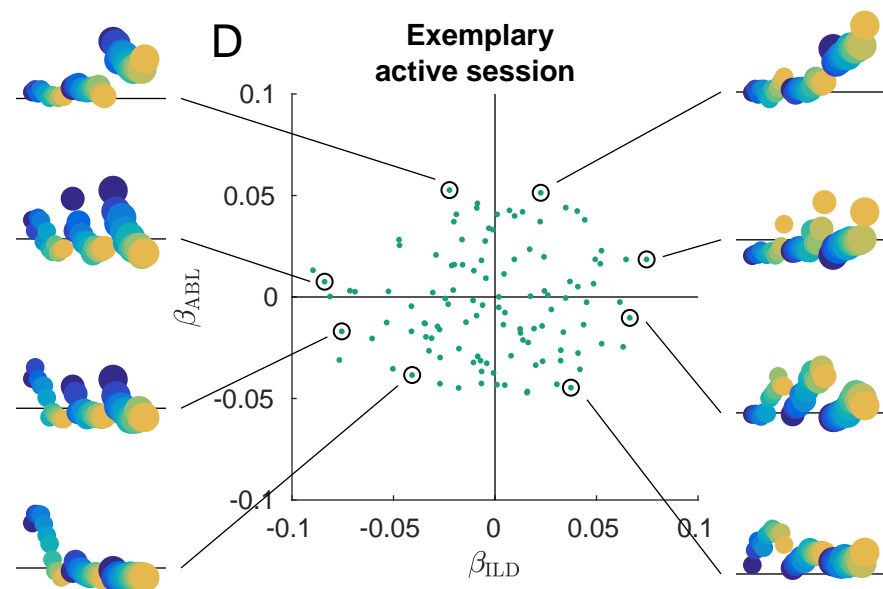 D
Exemplary
active session
0.1
0.05
0
-0.05
-0.1
β_ABL
-0.1
-0.05
0
0.05
0.1
β_ILD